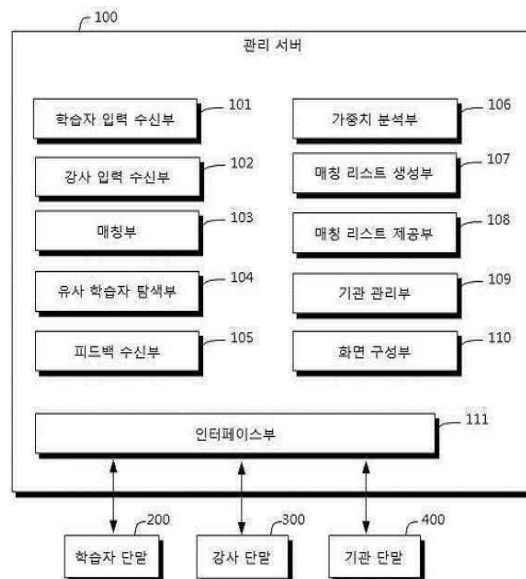 100
관리 서버
101
학습자 입력 수신부
102
강사 입력 수신부
103
매칭부
104
유사 학습자 탐색부
105
피드백 수신부
106
가중치 분석부
107
매칭 리스트 생성부
108
매칭 리스트 제공부
109
기관 관리부
110
화면 구성부
111
인터페이스부
200
학습자 단말
300
강사 단말
400
기관 단말